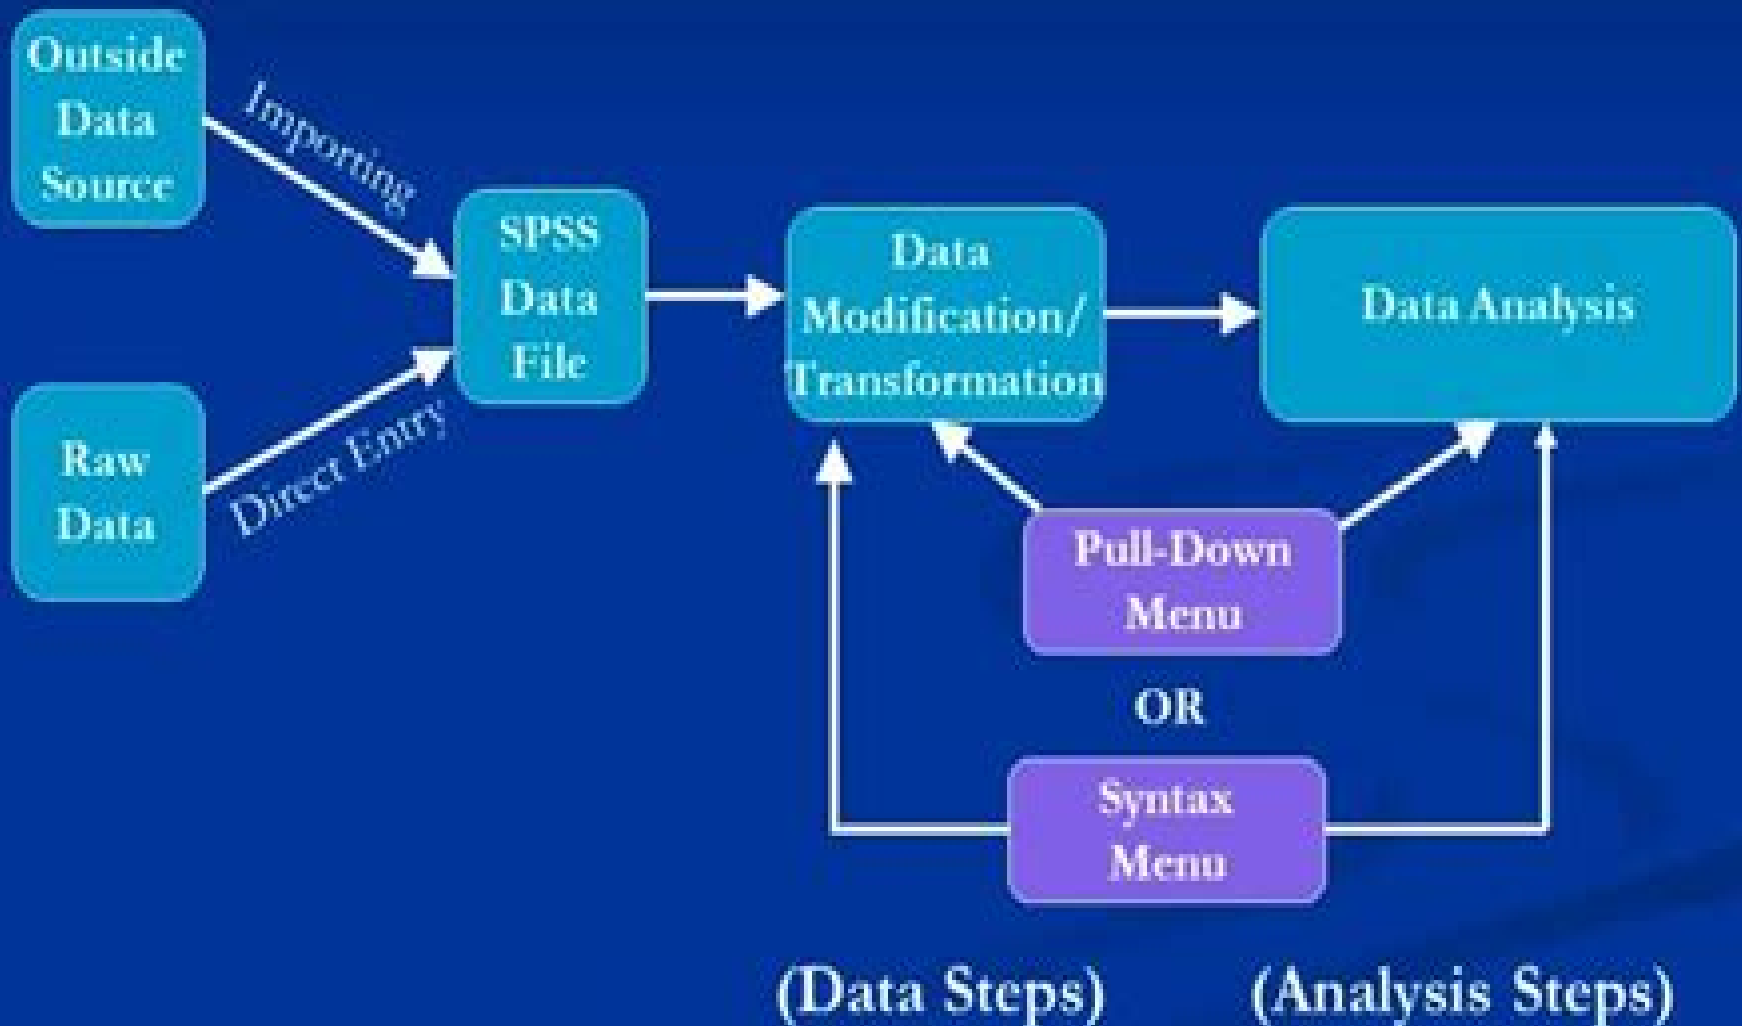 Outside
Data
Source
Importing
SPSS
Data
File
Data
Modification/
Transformation
Data Analysis
Raw
Data
Direct Entry
Pull-Down
Menu
OR
Syntax
Menu
(Data Steps)
(Analysis Steps)